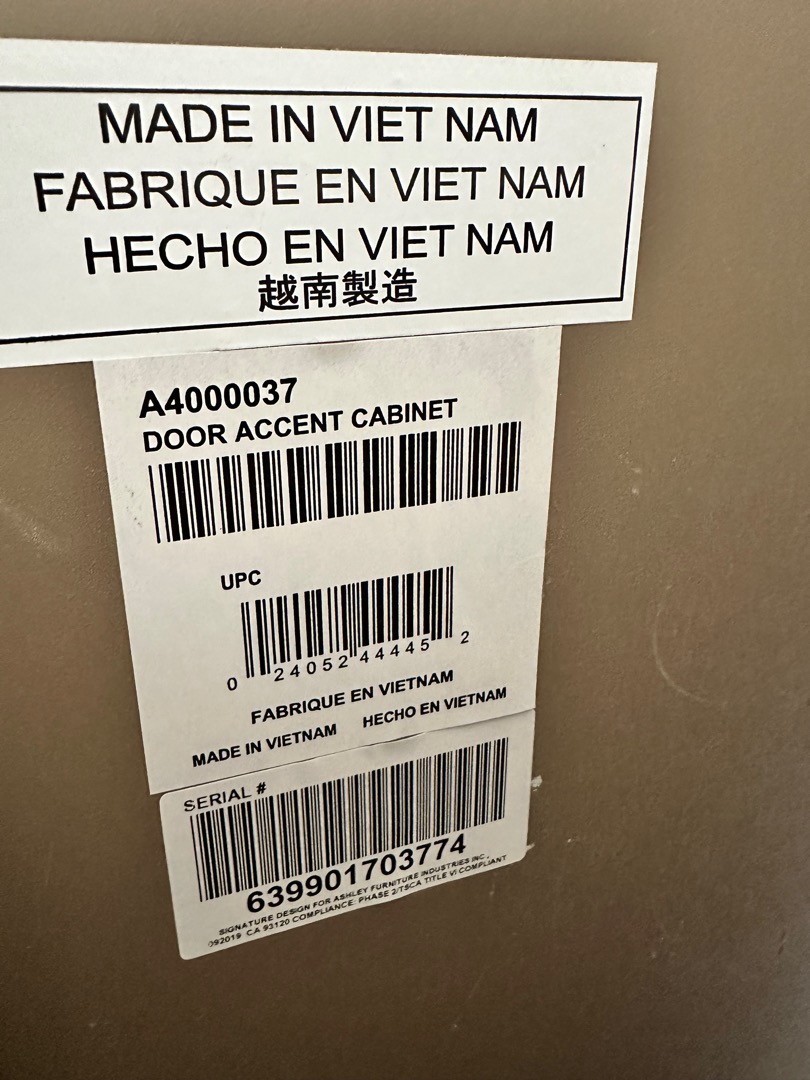 MADE IN VIET NAM
FABRIQUE EN VIET NAM
HECHO EN VIET NAM
越南製造
A4000037
DOOR ACCENT CABINET
UPC
0 24052 44445 2
FABRIQUE EN VIETNAM
MADE IN VIETNAM HECHO EN VIETNAM
SERIAL #
639901703774
SIGNATURE DESIGN FOR ASHLEY FURNITURE INDUSTRIES INC.
092019 CA 93120 COMPLIANCE PHASE 2/TSCA TITLE VI COMPLIANT